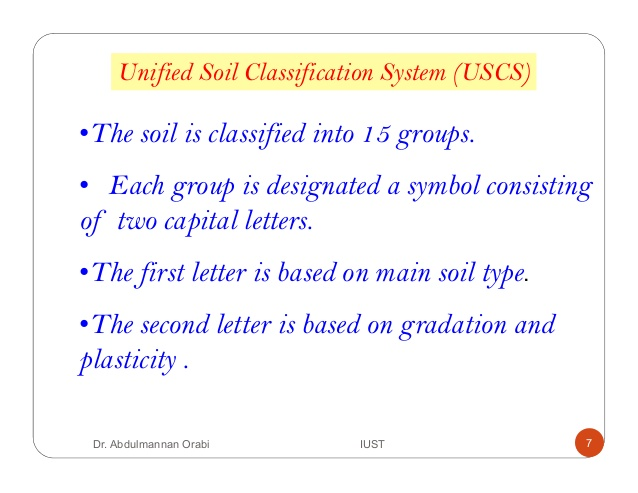 Unified Soil Classification System (USCS)
•The soil is classified into 15 groups.
• Each group is designated a symbol consisting
of two capital letters.
•The first letter is based on main soil type.
•The second letter is based on gradation and
plasticity .
Dr. Abdulmannan Orabi IUST 7